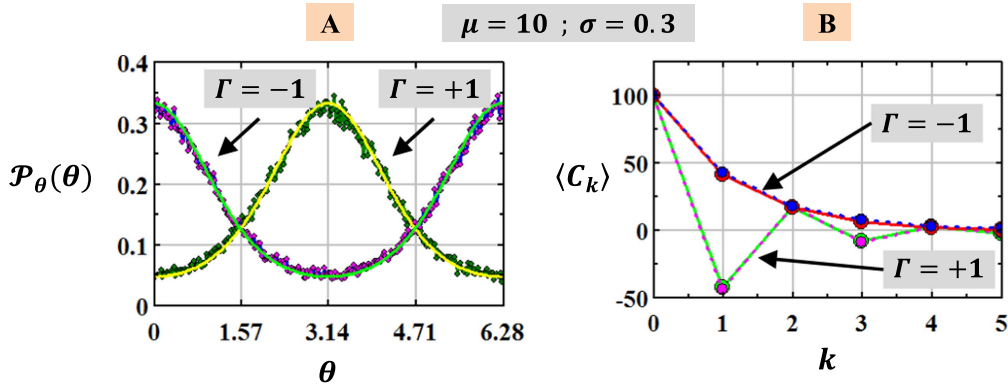 A
μ = 10 ; σ = 0.3
B
0.4
0.3
0.2
0.1
0
𝒫θ(θ)
Γ = −1
Γ = +1
0
1.57
3.14
4.71
6.28
θ
100
50
0
-50
⟨Ck⟩
Γ = −1
Γ = +1
0
1
2
3
4
5
k